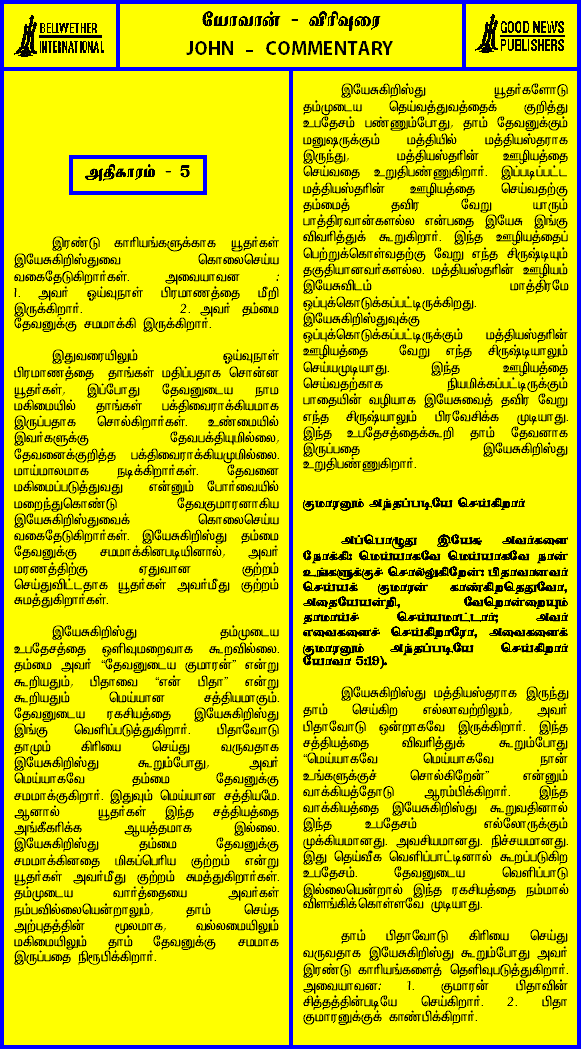 BELWETHER
INTERNATIONAL
யோவான் - விரிவுரை
JOHN - COMMENTARY
GOOD NEWS
PUBLISHERS
அதிகாரம் - 5
இரண்டு காரியங்களுக்காக யூதர்கள்
இயேசுகிறிஸ்துவை கொலைசெய்ய
வகைதேடுகிறார்கள். அவையாவன :
1. அவர் ஓய்வுநாள் பிரமாணத்தை மீறி
இருக்கிறார். 2. அவர் தம்மை
தேவனுக்கு சமமாக்கி இருக்கிறார்.
இதுவரையிலும் ஓய்வுநாள்
பிரமாணத்தை தாங்கள் மதிப்பதாக சொன்ன
யூதர்கள், இப்போது தேவனுடைய நாம
மகிமையில் தாங்கள் பக்திவைராக்கியமாக
இருப்பதாக சொல்கிறார்கள். உண்மையில்
இவர்களுக்கு தேவபக்தியுமில்லை,
தேவனைக்குறித்த பக்திவைராக்கியமுமில்லை.
மாய்மாலமாக நடிக்கிறார்கள். தேவனை
மகிமைப்படுத்துவது என்னும் போர்வையில்
மறைந்துகொண்டு தேவகுமாரனாகிய
இயேசுகிறிஸ்துவைக் கொலைசெய்ய
வகைதேடுகிறார்கள். இயேசுகிறிஸ்து தம்மை
தேவனுக்கு சமமாக்கினபடியினால், அவர்
மரணத்திற்கு ஏதுவான குற்றம்
செய்துவிட்டதாக யூதர்கள் அவர்மீது குற்றம்
சுமத்துகிறார்கள்.
இயேசுகிறிஸ்து தம்முடைய
உபதேசத்தை ஒளிவுமறைவாக கூறவில்லை.
தம்மை அவர் “தேவனுடைய குமாரன்” என்று
கூறியதும், பிதாவை “என் பிதா” என்று
கூறியதும் மெய்யான சத்தியமாகும்.
தேவனுடைய ரகசியத்தை இயேசுகிறிஸ்து
இங்கு வெளிப்படுத்துகிறார். பிதாவோடு
தாமும் கிரியை செய்து வருவதாக
இயேசுகிறிஸ்து கூறும்போது, அவர்
மெய்யாகவே தம்மை தேவனுக்கு
சமமாக்குகிறார். இதுவும் மெய்யான சத்தியமே.
ஆனால் யூதர்கள் இந்த சத்தியத்தை
அங்கீகரிக்க ஆயத்தமாக இல்லை.
இயேசுகிறிஸ்து தம்மை தேவனுக்கு
சமமாக்கினதை மிகப்பெரிய குற்றம் என்று
யூதர்கள் அவர்மீது குற்றம் சுமத்துகிறார்கள்.
தம்முடைய வார்த்தையை அவர்கள்
நம்பவில்லையென்றாலும், தாம் செய்த
அற்புதத்தின் மூலமாக, வல்லமையிலும்
மகிமையிலும் தாம் தேவனுக்கு சமமாக
இருப்பதை நிரூபிக்கிறார்.
இயேசுகிறிஸ்து யூதர்களோடு
தம்முடைய தெய்வத்துவத்தைக் குறித்து
உபதேசம் பண்ணும்போது, தாம் தேவனுக்கும்
மனுஷருக்கும் மத்தியில் மத்தியஸ்தராக
இருந்து, மத்தியஸ்தரின் ஊழியத்தை
செய்வதை உறுதிபண்ணுகிறார். இப்படிப்பட்ட
மத்தியஸ்தரின் ஊழியத்தை செய்வதற்கு
தம்மைத் தவிர வேறு யாரும்
பாத்திரவான்களல்ல என்பதை இயேசு இங்கு
விவரித்துக் கூறுகிறார். இந்த ஊழியத்தைப்
பெற்றுக்கொள்வதற்கு வேறு எந்த சிருஷ்டியும்
தகுதியானவர்களல்ல. மத்தியஸ்தரின் ஊழியம்
இயேசுவிடம் மாத்திரமே
ஒப்புக்கொடுக்கப்பட்டிருக்கிறது.
இயேசுகிறிஸ்துவுக்கு
ஒப்புக்கொடுக்கப்பட்டிருக்கும் மத்தியஸ்தரின்
ஊழியத்தை வேறு எந்த சிருஷ்டியாலும்
செய்யமுடியாது. இந்த ஊழியத்தை
செய்வதற்காக நியமிக்கப்பட்டிருக்கும்
பாதையின் வழியாக இயேசுவைத் தவிர வேறு
எந்த சிருஷ்யாலும் பிரவேசிக்க முடியாது.
இந்த உபதேசத்தைக்கூறி தாம் தேவனாக
இருப்பதை இயேசுகிறிஸ்து
உறுதிபண்ணுகிறார்.
குமாரனும் அந்தப்படியே செய்கிறார்
அப்பொழுது இயேசு அவர்களை
நோக்கி: மெய்யாகவே மெய்யாகவே நான்
உங்களுக்குச் சொல்லுகிறேன்: பிதாவானவர்
செய்யக் குமாரன் காண்கிறதெதுவோ,
அதையேயன்றி, வேறொன்றையும்
தாமாய்ச் செய்யமாட்டார்; அவர்
எவைகளைச் செய்கிறாரோ, அவைகளைக்
குமாரனும் அந்தப்படியே செய்கிறார்
யோவா 5:19).
இயேசுகிறிஸ்து மத்தியஸ்தராக இருந்து
தாம் செய்கிற எல்லாவற்றிலும், அவர்
பிதாவோடு ஒன்றாகவே இருக்கிறார். இந்த
சத்தியத்தை விவரித்துக் கூறும்போது
“மெய்யாகவே மெய்யாகவே நான்
உங்களுக்குச் சொல்கிறேன்” என்னும்
வாக்கியத்தோடு ஆரம்பிக்கிறார். இந்த
வாக்கியத்தை இயேசுகிறிஸ்து கூறுவதினால்
இந்த உபதேசம் எல்லோருக்கும்
முக்கியமானது. அவசியமானது. நிச்சயமானது.
இது தெய்வீக வெளிப்பாட்டினால் கூறப்படுகிற
உபதேசம். தேவனுடைய வெளிப்பாடு
இல்லையென்றால் இந்த ரகசியத்தை நம்மால்
விளங்கிக்கொள்ளவே முடியாது.
தாம் பிதாவோடு கிரியை செய்து
வருவதாக இயேசுகிறிஸ்து கூறும்போது அவர்
இரண்டு காரியங்களைத் தெளிவுபடுத்துகிறார்.
அவையாவன: 1. குமாரன் பிதாவின்
சித்தத்தின்படியே செய்கிறார். 2. பிதா
குமாரனுக்குக் காண்பிக்கிறார்.